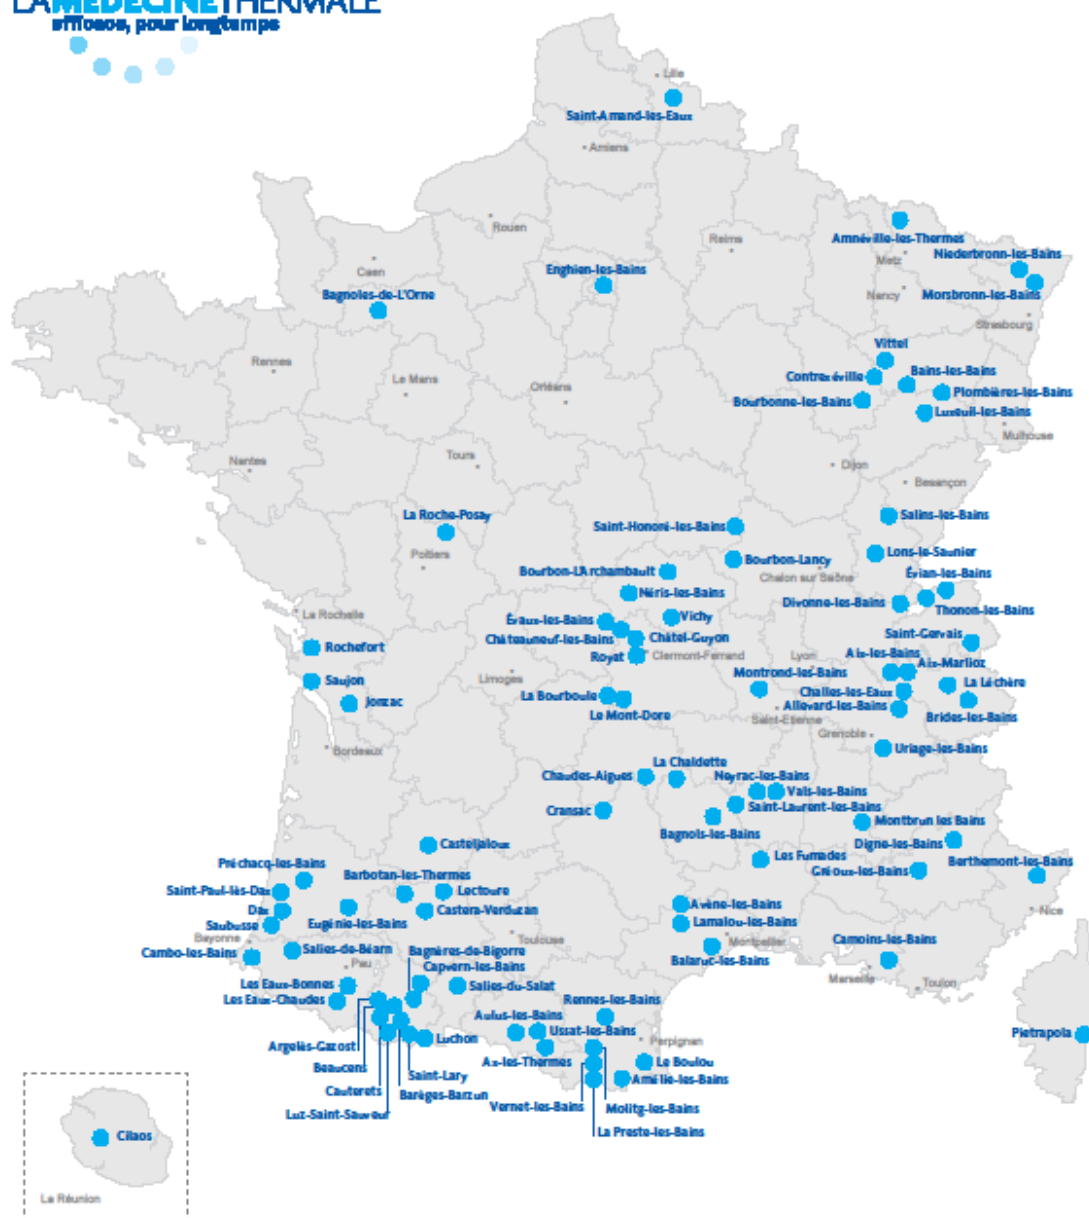 LAMÉDECINETHERMALE
efficace, pour longtemps
Lille
Saint-Amand-les-Eaux
Amiens
Rouen
Reims
Amnéville-les-Thermes
Metz
Niederbronn-les-Bains
Caen
Enghien-les-Bains
Bagnoles-de-L'Orne
Nancy
Morsbronn-les-Bains
Strasbourg
Vittel
Rennes
Le Mans
Orléans
Contrexéville
Bains-les-Bains
Plombières-les-Bains
Bourbonne-les-Bains
Luxeuil-les-Bains
Mulhouse
Nantes
Tours
Dijon
Besançon
La Roche-Posay
Saint-Honoré-les-Bains
Salins-les-Bains
Poitiers
Bourbon-Lancy
Lons-le-Saunier
Bourbon-L'Archambault
Chalon sur Saône
Évian-les-Bains
Néris-les-Bains
Divonne-les-Bains
Thonon-les-Bains
La Rochelle
Évaux-les-Bains
Vichy
Châteauneuf-les-Bains
Châtel-Guyon
Saint-Gervais
Rochefort
Royat
Clermont-Ferrand
Lyon
Aix-les-Bains
Aix-Marlioz
Saujon
Limoges
Montrond-les-Bains
La Léchère
Jonzac
La Bourboule
Challes-les-Eaux
Le Mont-Dore
Allevard-les-Bains
Brides-les-Bains
Saint-Etienne
Grenoble
Bordeaux
Uriage-les-Bains
La Chaldette
Chaudes-Aigues
Neyrac-les-Bains
Vals-les-Bains
Cransac
Saint-Laurent-les-Bains
Bagnols-les-Bains
Montbrun les Bains
Casteljaloux
Digne-les-Bains
Préchacq-les-Bains
Barbotan-les-Thermes
Les Fumades
Berthemont-les-Bains
Gréoux-les-Bains
Saint-Paul-lès-Dax
Lectoure
Avène-les-Bains
Dax
Castera-Verduzan
Nice
Saubusse
Eugénie-les-Bains
Lamalou-les-Bains
Bayonne
Toulouse
Montpellier
Camoins-les-Bains
Cambo-les-Bains
Salies-de-Béarn
Bagnères-de-Bigorre
Balaruc-les-Bains
Pau
Capvern-les-Bains
Marseille
Toulon
Les Eaux-Bonnes
Salies-du-Salat
Les Eaux-Chaudes
Rennes-les-Bains
Aulus-les-Bains
Ussat-les-Bains
Pietrapola
Luchon
Perpignan
Argelès-Gazost
Ax-les-Thermes
Le Boulou
Beaucens
Saint-Lary
Amélie-les-Bains
Cauterets
Barèges-Barzun
Vernet-les-Bains
Molitg-les-Bains
Luz-Saint-Sauveur
La Preste-les-Bains
Cilaos
La Réunion